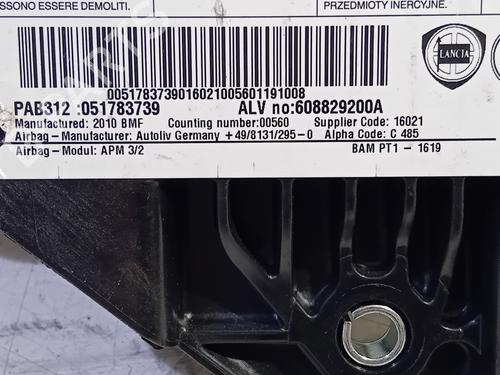 SSONO ESSERE DEMOLITI.
PRZEDMIOTY INERCYJNE.
LANCIA
00517837390160210056011910​08
PAB312 :051783739 ALV no:608829200A
Manufactured: 2010 BMF Counting number:00560 Supplier Code: 16021
Airbag-Manufacturer: Autoliv Germany +49/8131/295-0 Alpha Code: C 485
Airbag-Modul: APM 3/2 BAM PT1 - 1619